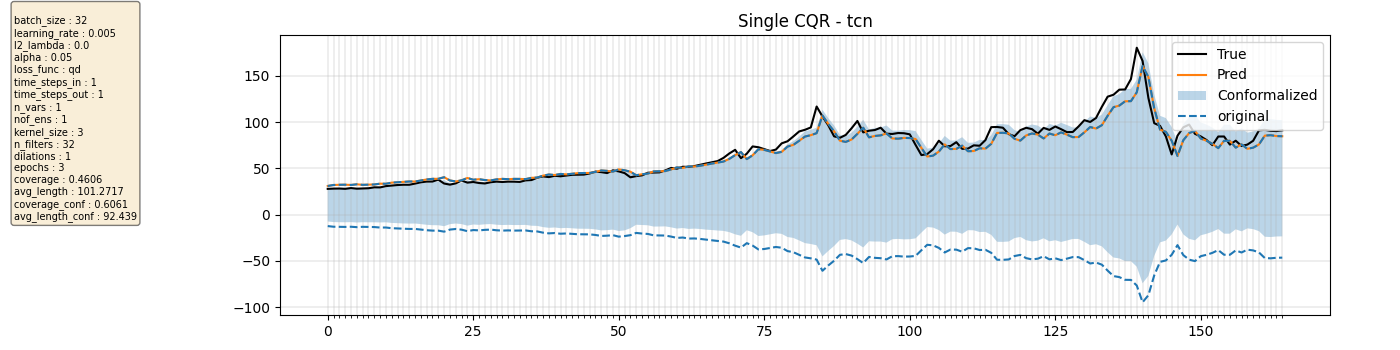 batch_size : 32
learning_rate : 0.005
l2_lambda : 0.0
alpha : 0.05
loss_func : qd
time_steps_in : 1
time_steps_out : 1
n_vars : 1
nof_ens : 1
kernel_size : 3
n_filters : 32
dilations : 1
epochs : 3
coverage : 0.4606
avg_length : 101.2717
coverage_conf : 0.6061
avg_length_conf : 92.439
Single CQR - tcn
True
Pred
Conformalized
original
150
100
50
0
−50
−100
0 25 50 75 100 125 150